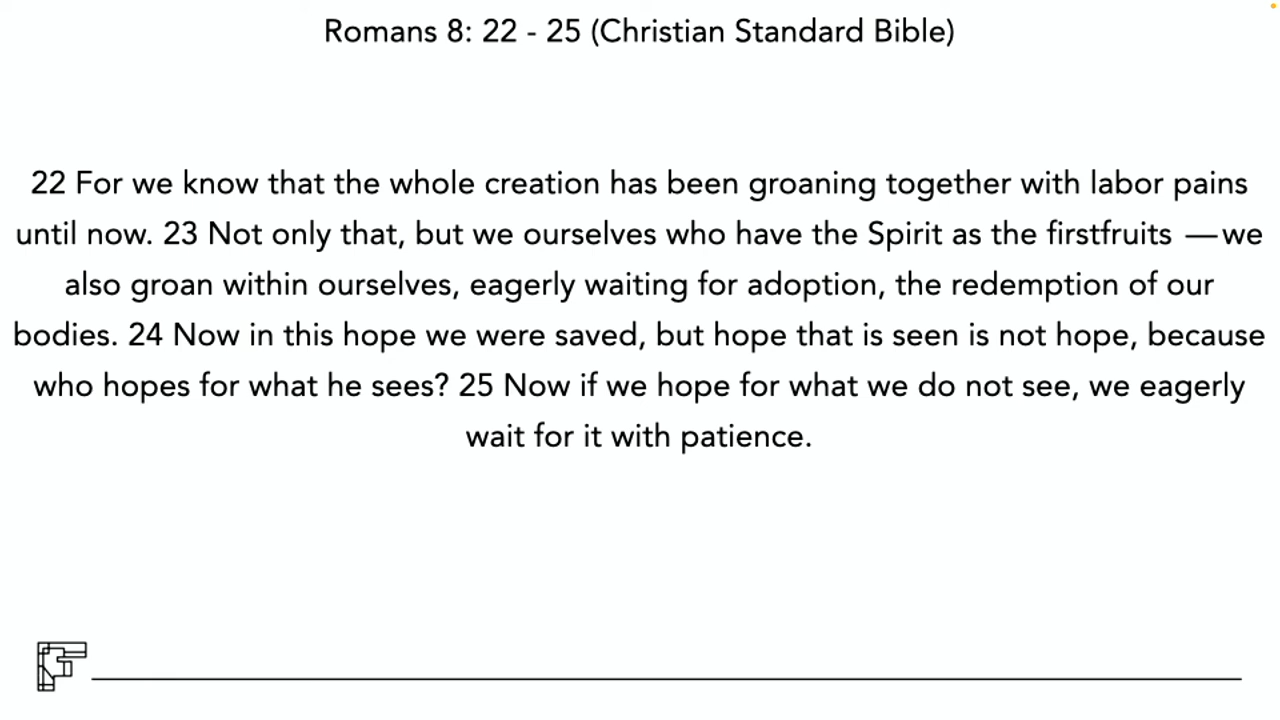 Romans 8: 22 - 25 (Christian Standard Bible)
22 For we know that the whole creation has been groaning together with labor pains
until now. 23 Not only that, but we ourselves who have the Spirit as the firstfruits —we
also groan within ourselves, eagerly waiting for adoption, the redemption of our
bodies. 24 Now in this hope we were saved, but hope that is seen is not hope, because
who hopes for what he sees? 25 Now if we hope for what we do not see, we eagerly
wait for it with patience.